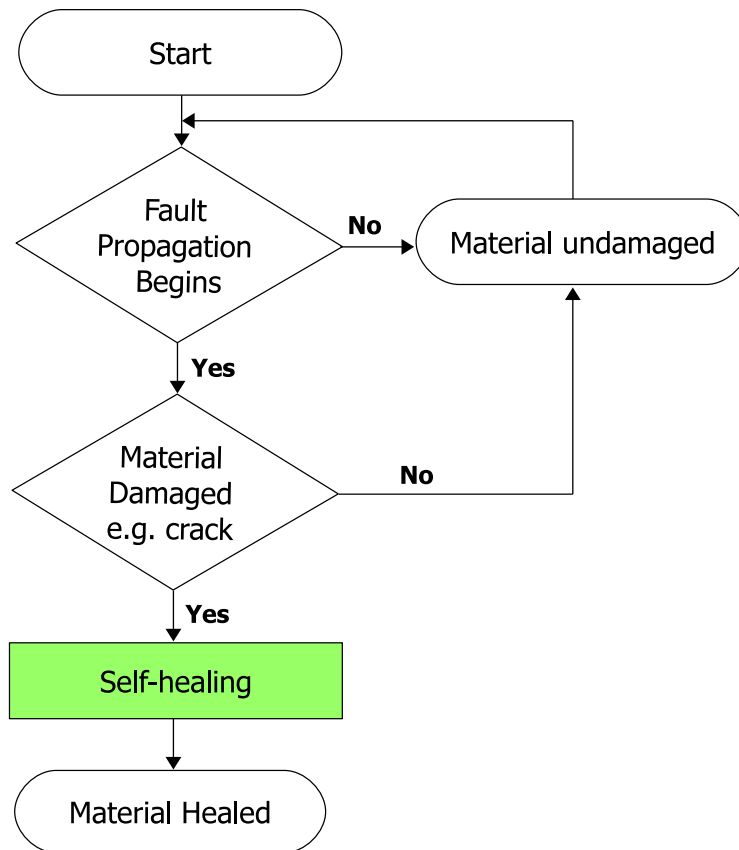 Start
Fault
Propagation
Begins
No
Material undamaged
Yes
Material
Damaged
e.g. crack
No
Yes
Self-healing
Material Healed